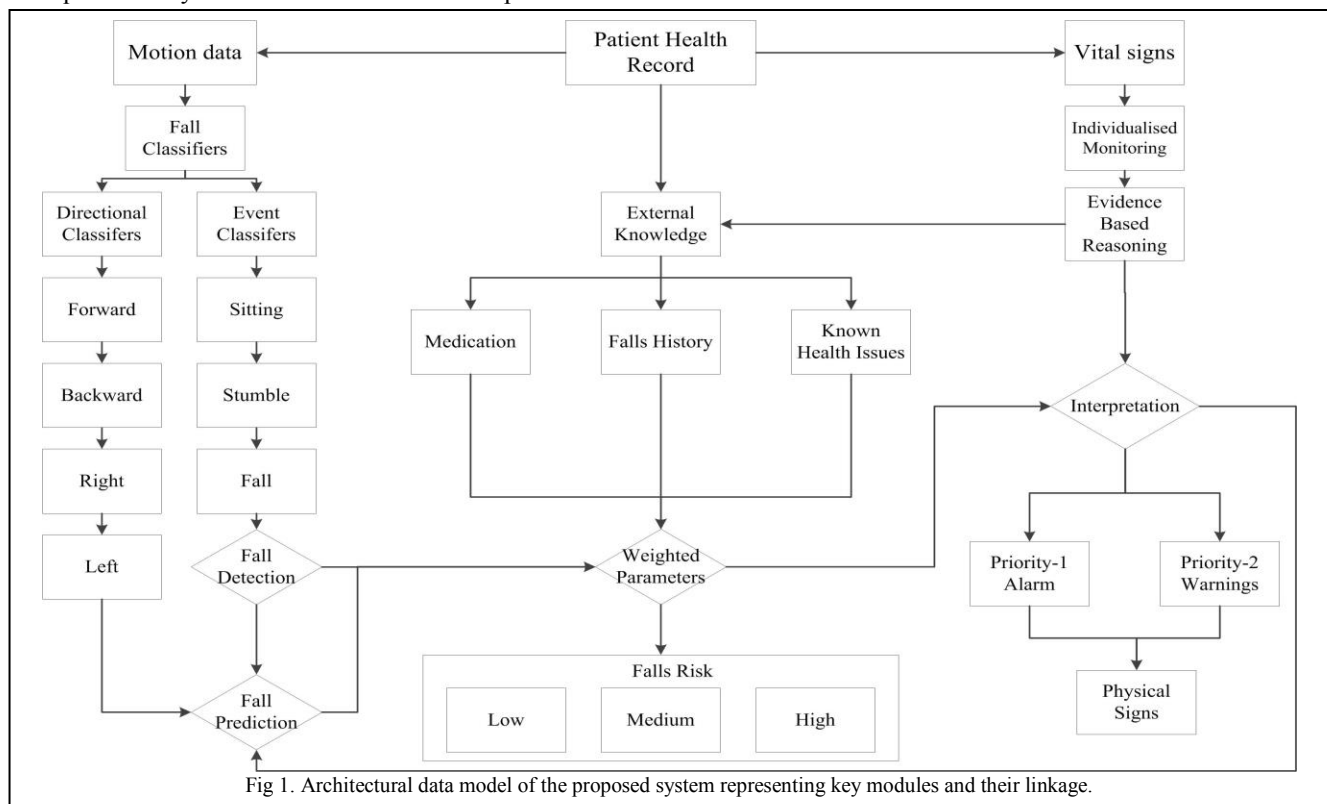 Motion data
Patient Health
Record
Vital signs
Fall
Classifiers
Individualised
Monitoring
Directional
Classifers
Event
Classifers
External
Knowledge
Evidence
Based
Reasoning
Forward
Sitting
Medication
Falls History
Known
Health Issues
Backward
Stumble
Interpretation
Right
Fall
Left
Fall
Detection
Weighted
Parameters
Priority-1
Alarm
Priority-2
Warnings
Falls Risk
Fall
Prediction
Low
Medium
High
Physical
Signs
Fig 1. Architectural data model of the proposed system representing key modules and their linkage.